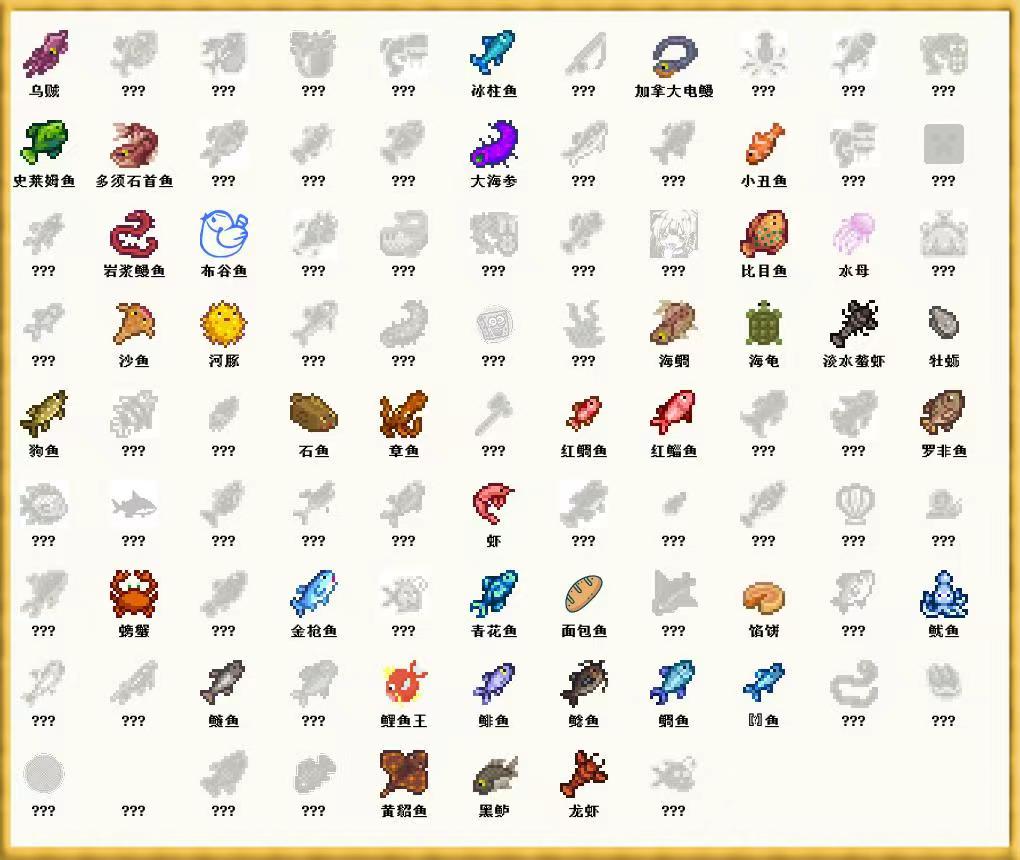 乌贼 ??? ??? ??? ??? 冰柱鱼 ??? 加拿大电鳗 ??? ??? ???
史莱姆鱼 多须石首鱼 ??? ??? ??? 大海参 ??? ??? 小丑鱼 ??? ???
??? 岩浆鳗鱼 布谷鱼 ??? ??? ??? ??? ??? 比目鱼 水母 ???
??? 沙鱼 河豚 ??? ??? ??? ??? 海鲷 海龟 淡水螯虾 牡蛎
狗鱼 ??? ??? 石鱼 章鱼 ??? 红鲷鱼 红鲻鱼 ??? ??? 罗非鱼
??? ??? ??? ??? ??? 虾 ??? ??? ??? ??? ???
??? 螃蟹 ??? 金枪鱼 ??? 青花鱼 面包鱼 ??? 馅饼 ??? 鱿鱼
??? ??? 鲢鱼 ??? 鲤鱼王 鲱鱼 鲶鱼 鲷鱼 鱼 ??? ???
??? ??? ??? ??? 黄貂鱼 黑鲈 龙虾 ???